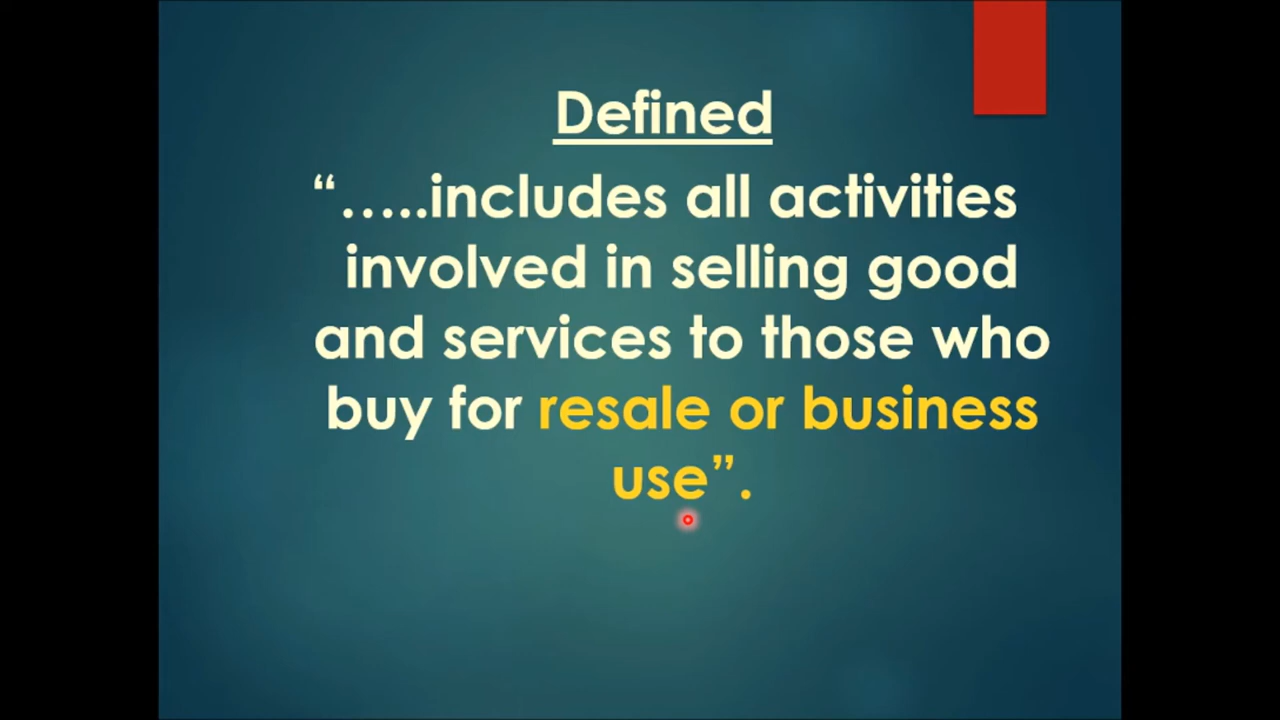 Defined
“…..includes all activities
involved in selling good
and services to those who
buy for resale or business
use”.